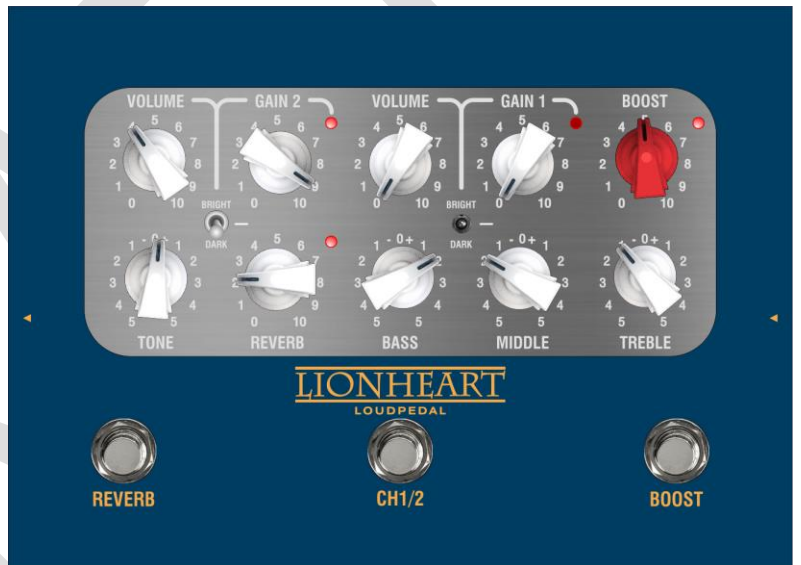 VOLUME GAIN 2 VOLUME GAIN 1 BOOST
4 5 6 4 5 6 4 5 6 4 5 6 4 5 6
3 7 3 7 3 7 3 7 3 7
2 8 2 8 2 8 2 8 2 8
1 9 1 9 1 9 1 9 1 9
0 10 0 10 0 10 0 10 0 10
BRIGHT BRIGHT
DARK DARK
1 - 0 + 1 4 5 6 1 - 0 + 1 1 - 0 + 1 1 - 0 + 1
2 2 3 7 2 2 2 2 2 2
3 3 2 8 3 3 3 3 3 3
4 4 1 9 4 4 4 4 4 4
5 5 0 10 5 5 5 5 5 5
TONE REVERB BASS MIDDLE TREBLE
LIONHEART
LOUDPEDAL
REVERB CH1/2 BOOST